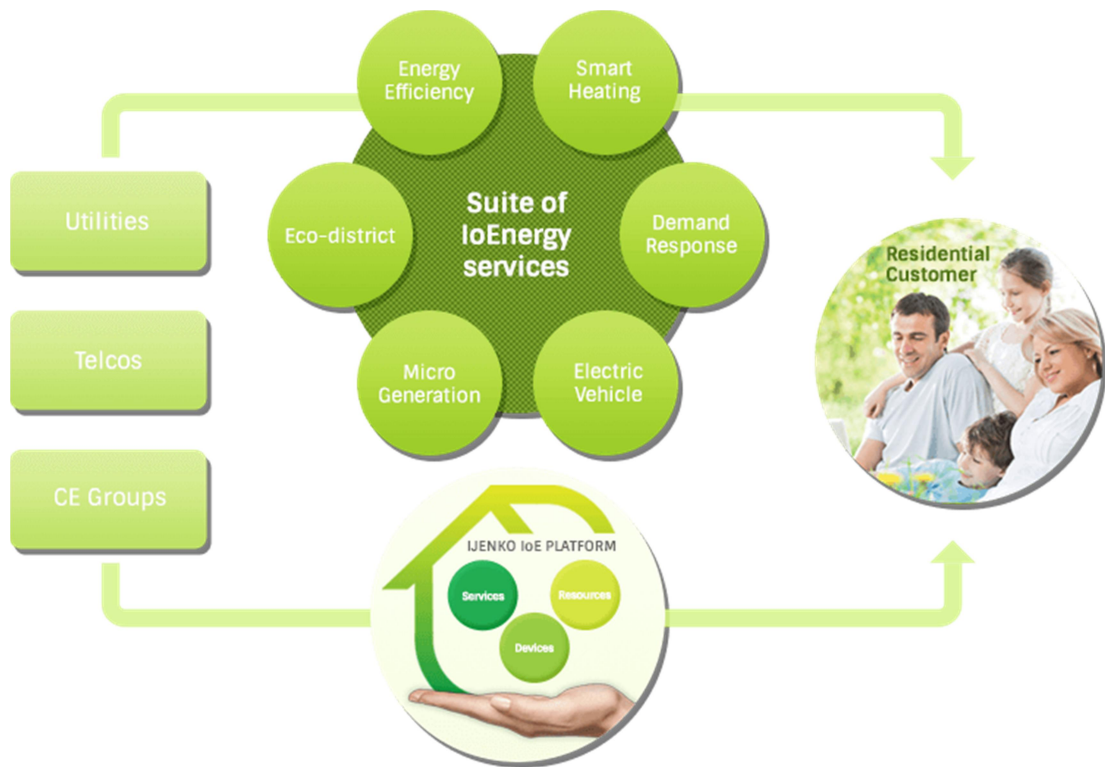 Energy
Efficiency
Smart
Heating
Utilities
Suite of
IoEnergy
services
Eco-district
Demand
Response
Residential
Customer
Telcos
Micro
Generation
Electric
Vehicle
CE Groups
IJENKO IoE PLATFORM
Services
Resources
Devices